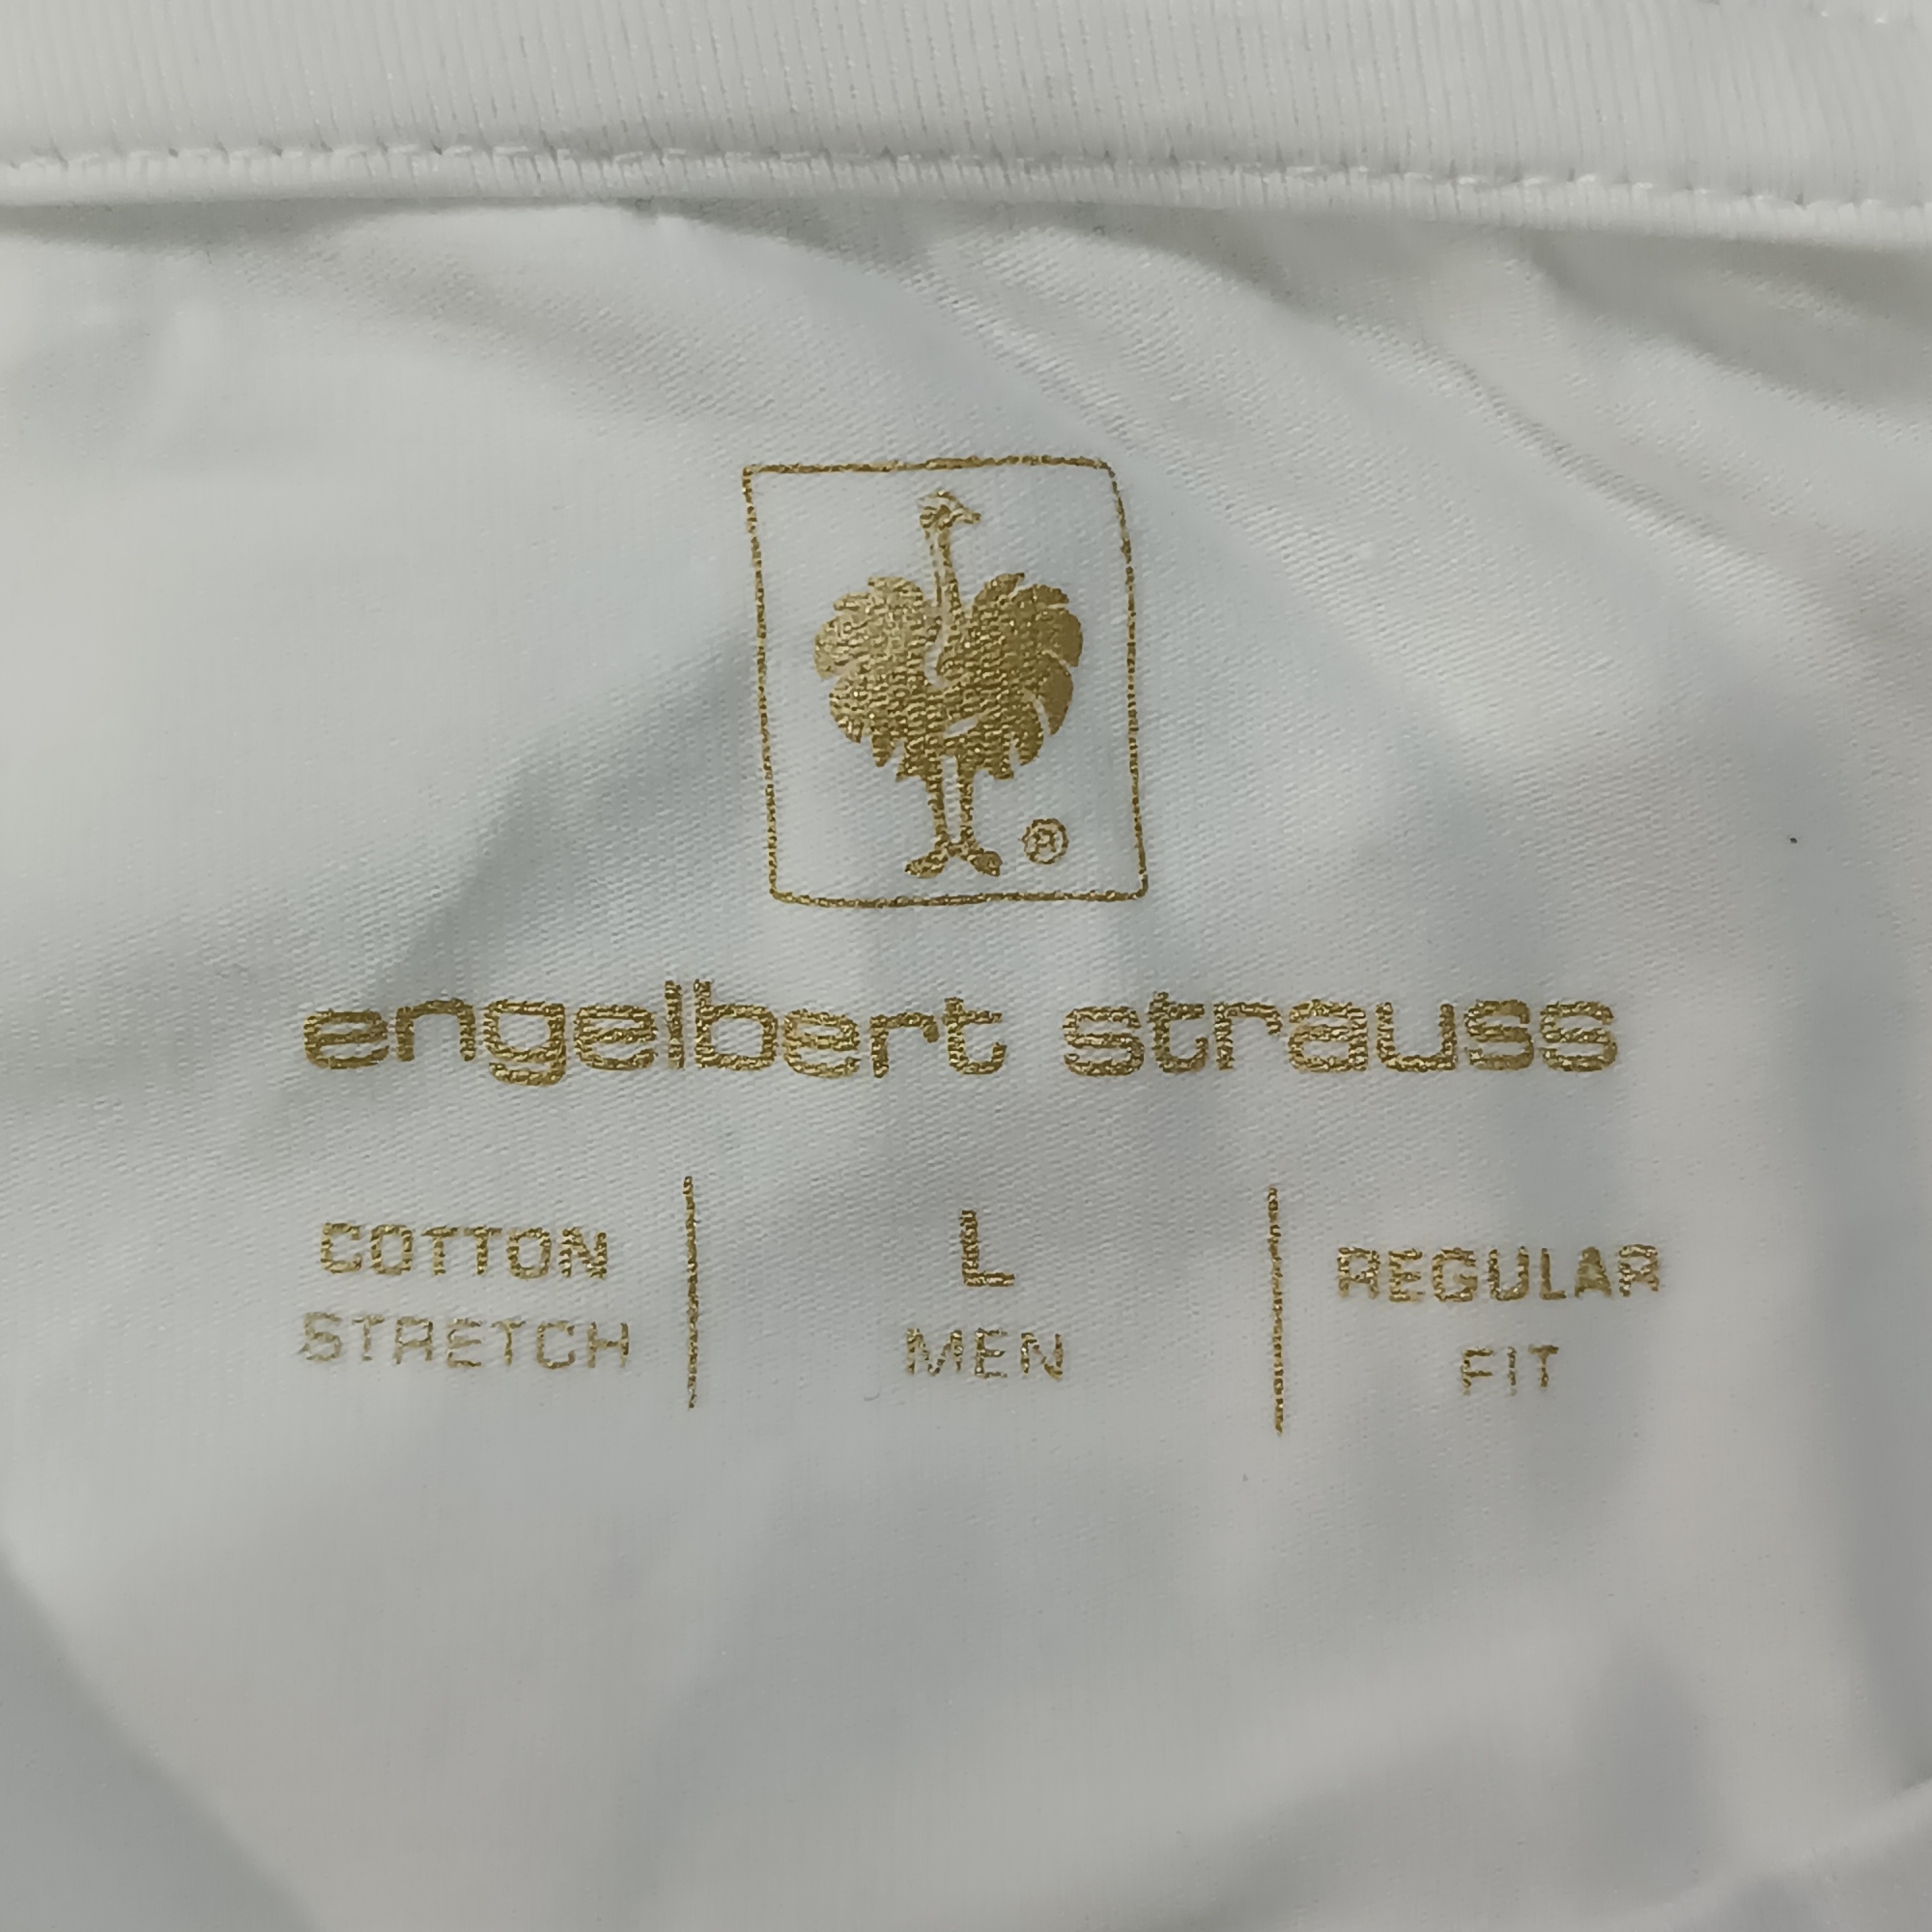 ®
engelbert strauss
COTTON
STRETCH
L
MEN
REGULAR
FIT